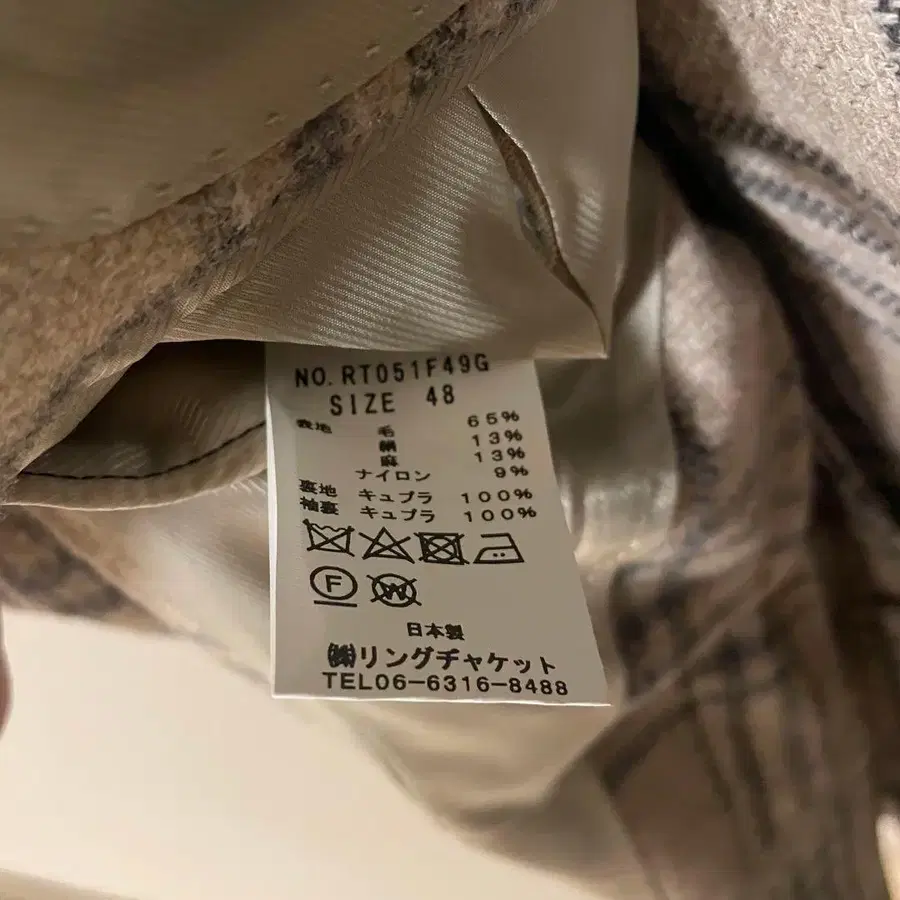 NO. RT051F49G
SIZE 48
表地 毛 65%
絹 13%
麻 13%
ナイロン 9%
裏地 キュプラ 100%
袖裏 キュプラ 100%
F W
日本製
㈱リングヂャケット
TEL06-6316-8488